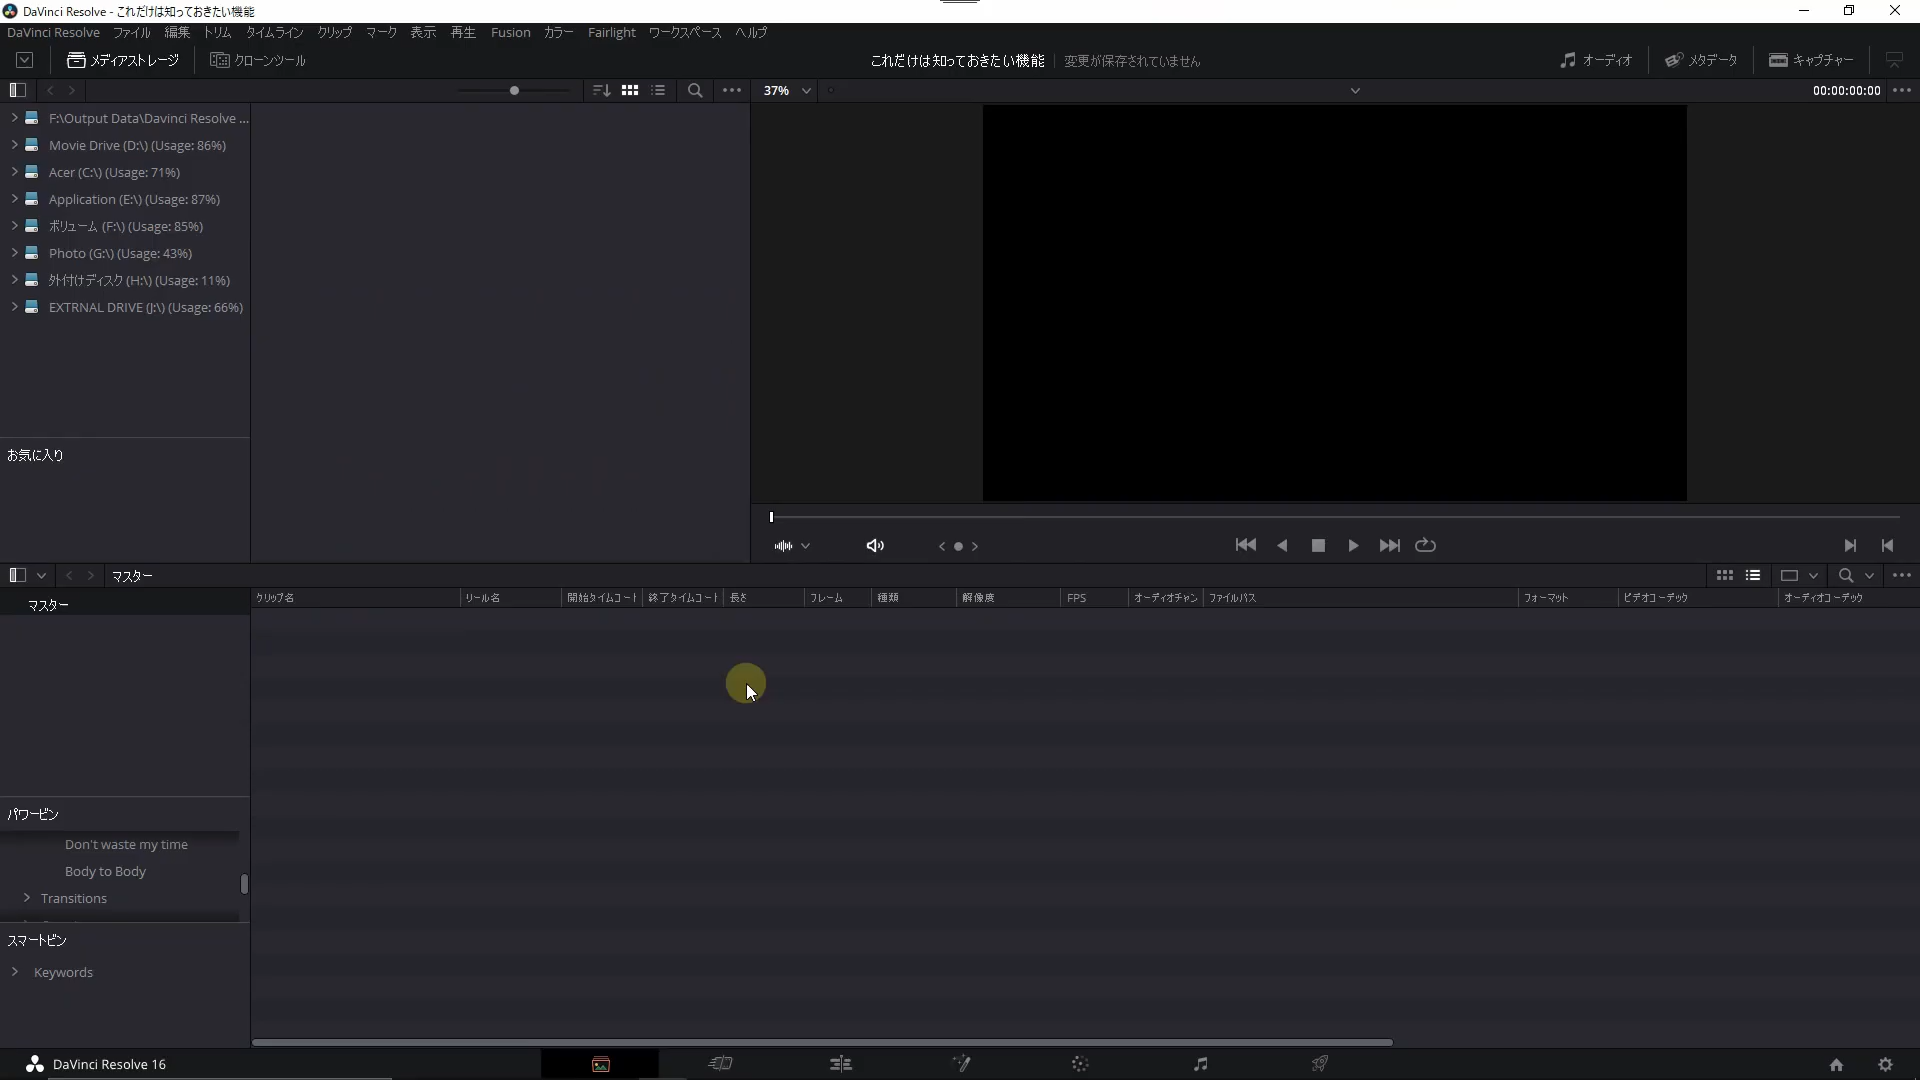 DaVinci Resolve - これだけは知っておきたい機能
DaVinci Resolve ファイル 編集 トリム タイムライン クリップ マーク 表示 再生 Fusion カラー Fairlight ワークスペース ヘルプ
メディアストレージ クローンツール これだけは知っておきたい機能 変更が保存されていません オーディオ メタデータ キャプチャー
37% 00:00:00:00
F:\Output Data\Davinci Resolve ...
Movie Drive (D:\) (Usage: 86%)
Acer (C:\) (Usage: 71%)
Application (E:\) (Usage: 87%)
ボリューム (F:\) (Usage: 85%)
Photo (G:\) (Usage: 43%)
外付けディスク (H:\) (Usage: 11%)
EXTRNAL DRIVE (J:\) (Usage: 66%)
お気に入り
マスター
マスター
クリップ名 リール名 開始タイムコート 終了タイムコート 長さ フレーム 種類 解像度 FPS オーディオチャン ファイルパス フォーマット ビデオコーデック オーディオコーデック
パワービン
Don't waste my time
Body to Body
Transitions
スマートビン
Keywords
DaVinci Resolve 16